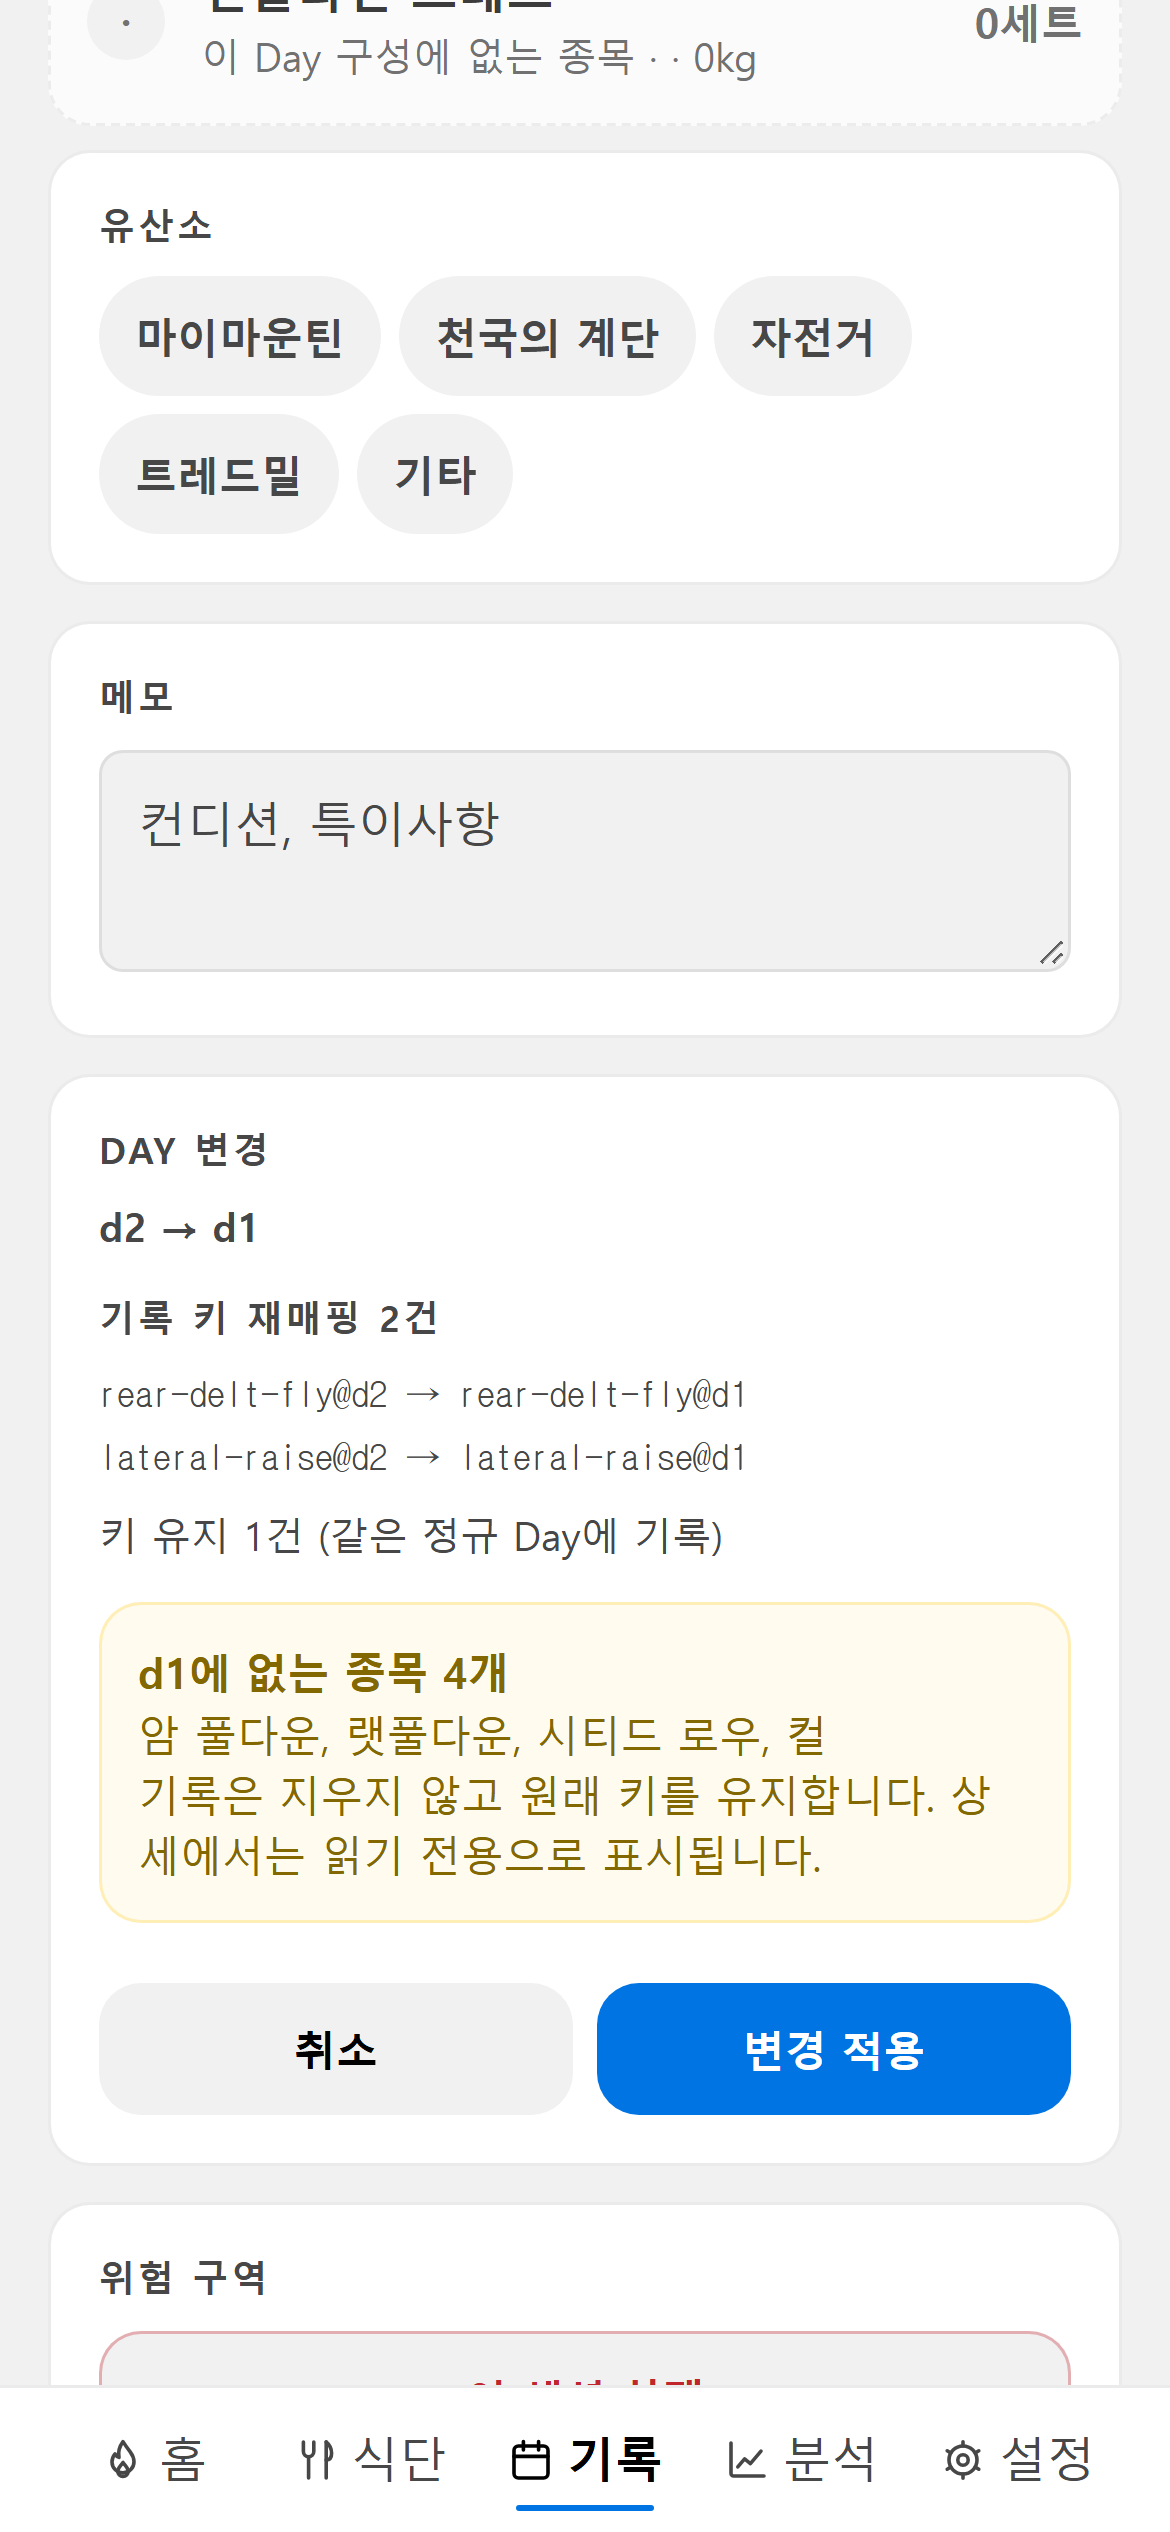 0세트
이 Day 구성에 없는 종목 · · 0kg
유산소
마이마운틴
천국의 계단
자전거
트레드밀
기타
메모
컨디션, 특이사항
DAY 변경
d2 → d1
기록 키 재매핑 2건
rear-delt-fly@d2 → rear-delt-fly@d1
lateral-raise@d2 → lateral-raise@d1
키 유지 1건 (같은 정규 Day에 기록)
d1에 없는 종목 4개
암 풀다운, 랫풀다운, 시티드 로우, 컬
기록은 지우지 않고 원래 키를 유지합니다. 상
세에서는 읽기 전용으로 표시됩니다.
취소
변경 적용
위험 구역
홈
식단
기록
분석
설정